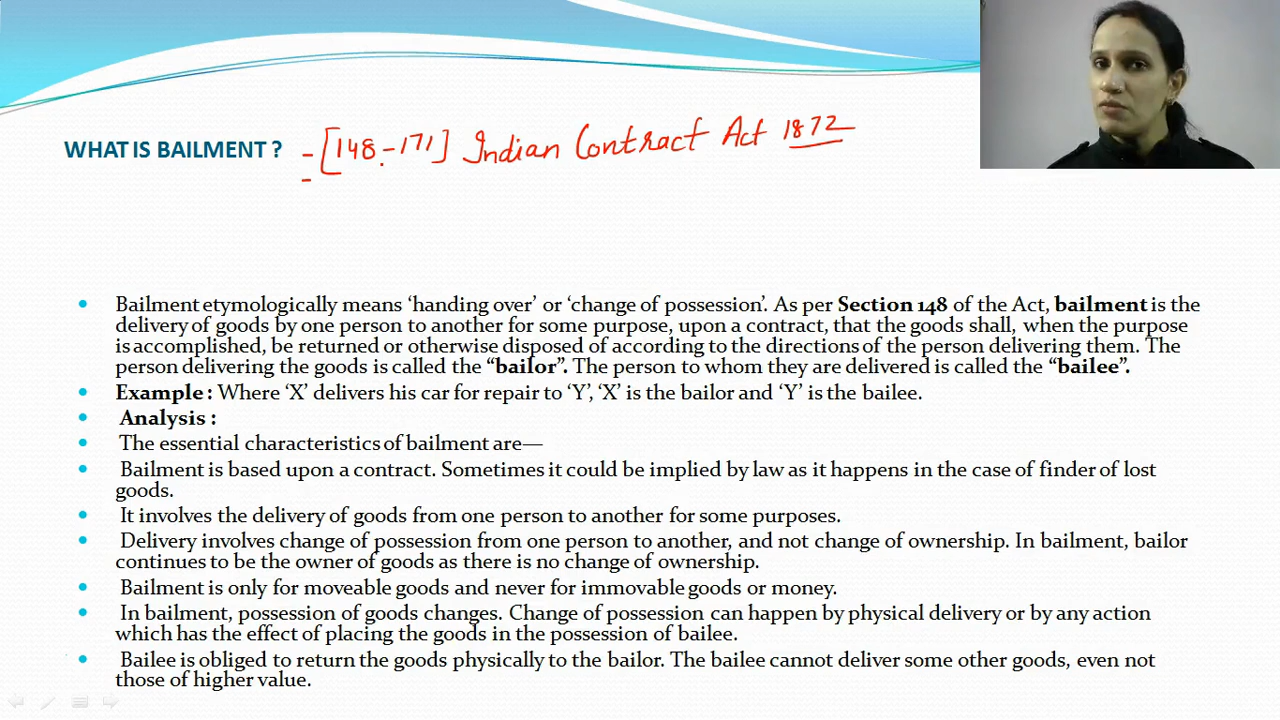 WHAT IS BAILMENT ? - [148-171] Indian Contract Act 1872
Bailment etymologically means ‘handing over’ or ‘change of possession’. As per Section 148 of the Act, bailment is the
delivery of goods by one person to another for some purpose, upon a contract, that the goods shall, when the purpose
is accomplished, be returned or otherwise disposed of according to the directions of the person delivering them. The
person delivering the goods is called the “bailor”. The person to whom they are delivered is called the “bailee”.
Example : Where ‘X’ delivers his car for repair to ‘Y’, ‘X’ is the bailor and ‘Y’ is the bailee.
Analysis :
The essential characteristics of bailment are—
Bailment is based upon a contract. Sometimes it could be implied by law as it happens in the case of finder of lost
goods.
It involves the delivery of goods from one person to another for some purposes.
Delivery involves change of possession from one person to another, and not change of ownership. In bailment, bailor
continues to be the owner of goods as there is no change of ownership.
Bailment is only for moveable goods and never for immovable goods or money.
In bailment, possession of goods changes. Change of possession can happen by physical delivery or by any action
which has the effect of placing the goods in the possession of bailee.
Bailee is obliged to return the goods physically to the bailor. The bailee cannot deliver some other goods, even not
those of higher value.